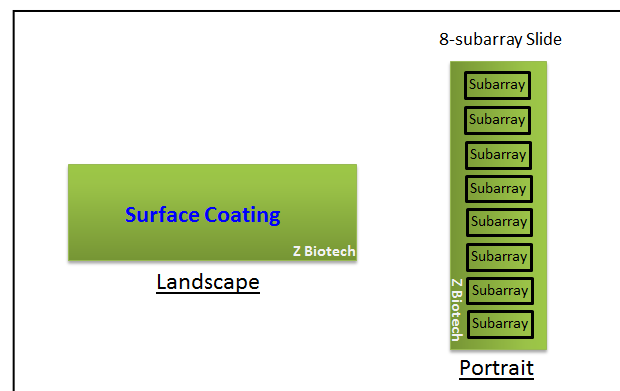 8-subarray Slide
Subarray
Subarray
Subarray
Subarray
Subarray
Subarray
Subarray
Subarray
Z Biotech
Portrait
Surface Coating
Z Biotech
Landscape